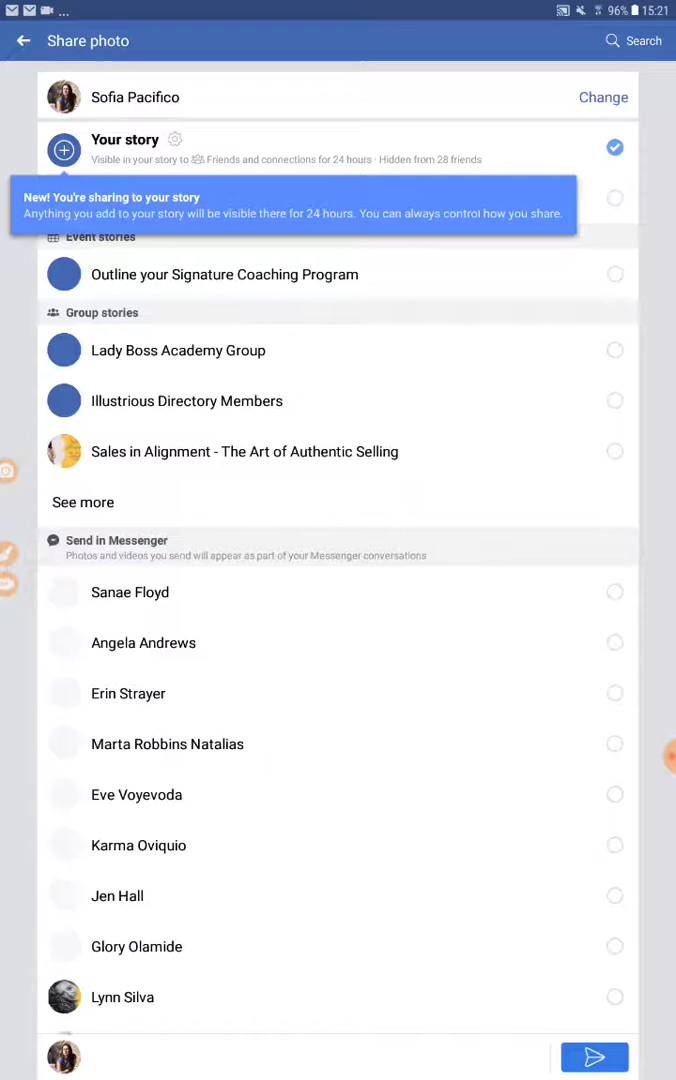 ... 96% 15:21
Share photo Search
Sofia Pacifico Change
Your story
Visible in your story to Friends and connections for 24 hours · Hidden from 28 friends
New! You're sharing to your story
Anything you add to your story will be visible there for 24 hours. You can always control how you share.
Event stories
Outline your Signature Coaching Program
Group stories
Lady Boss Academy Group
Illustrious Directory Members
Sales in Alignment - The Art of Authentic Selling
See more
Send in Messenger
Photos and videos you send will appear as part of your Messenger conversations
Sanae Floyd
Angela Andrews
Erin Strayer
Marta Robbins Natalias
Eve Voyevoda
Karma Oviquio
Jen Hall
Glory Olamide
Lynn Silva